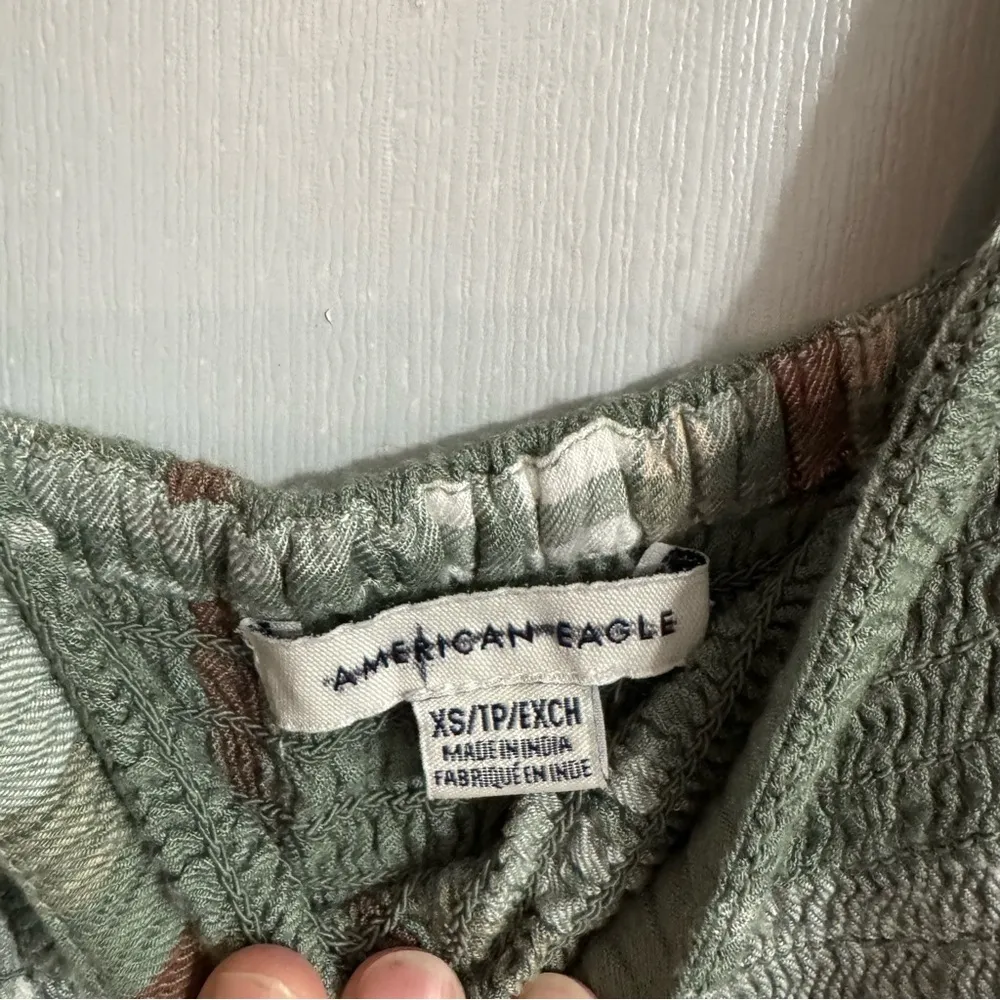 AMERICAN EAGLE
XS/TP/EXCH
MADE IN INDIA
FABRIQUÉ EN INDE